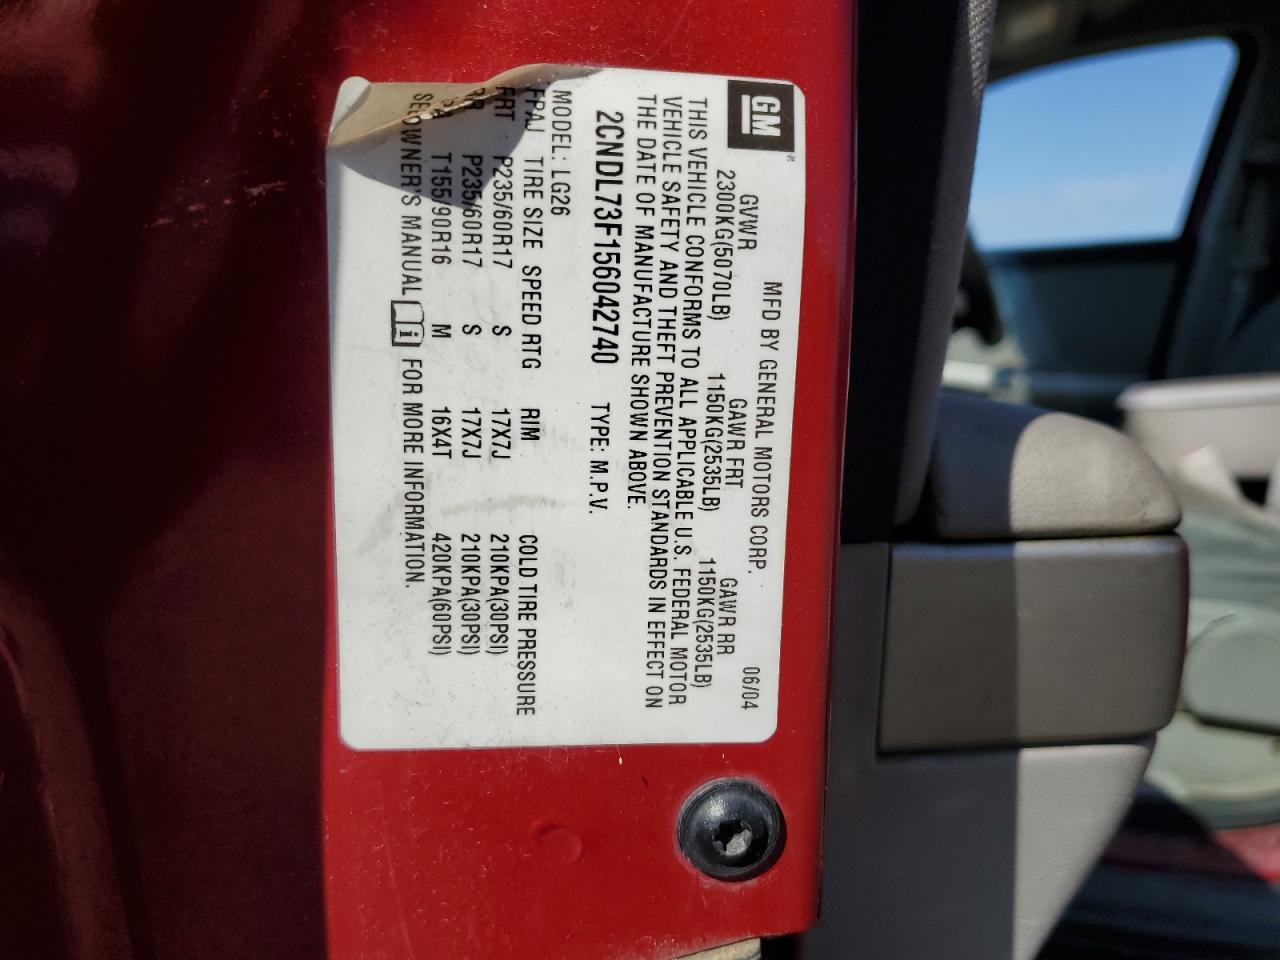 GM®
MFD BY GENERAL MOTORS CORP. 06/04
GVWR GAWR FRT GAWR RR
2300KG(5070LB) 1150KG(2535LB) 1150KG(2535LB)
THIS VEHICLE CONFORMS TO ALL APPLICABLE U.S. FEDERAL MOTOR
VEHICLE SAFETY AND THEFT PREVENTION STANDARDS IN EFFECT ON
THE DATE OF MANUFACTURE SHOWN ABOVE.
2CNDL73F156042740 TYPE: M.P.V.
MODEL: LG26
FPAJ TIRE SIZE SPEED RTG RIM COLD TIRE PRESSURE
FRT P235/60R17 S 17X7J 210KPA(30PSI)
RR P235/60R17 S 17X7J 210KPA(30PSI)
T155/90R16 M 16X4T 420KPA(60PSI)
OWNER'S MANUAL i FOR MORE INFORMATION.